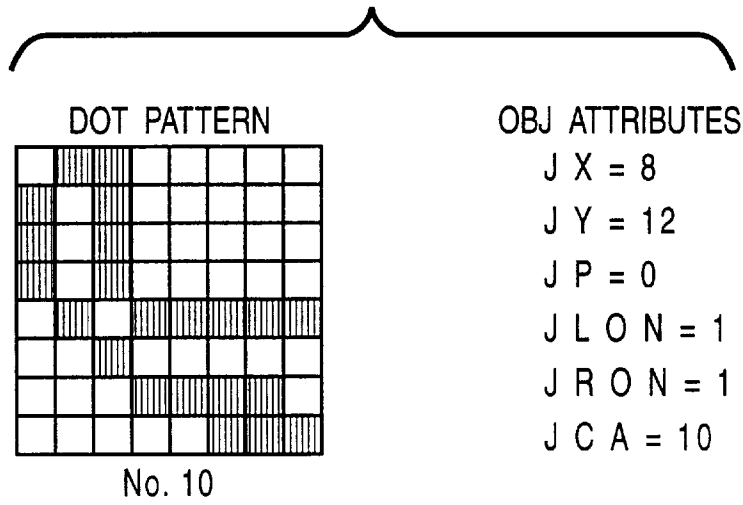 DOT PATTERN
No. 10
OBJ ATTRIBUTES
J X = 8
J Y = 12
J P = 0
J L O N = 1
J R O N = 1
J C A = 10